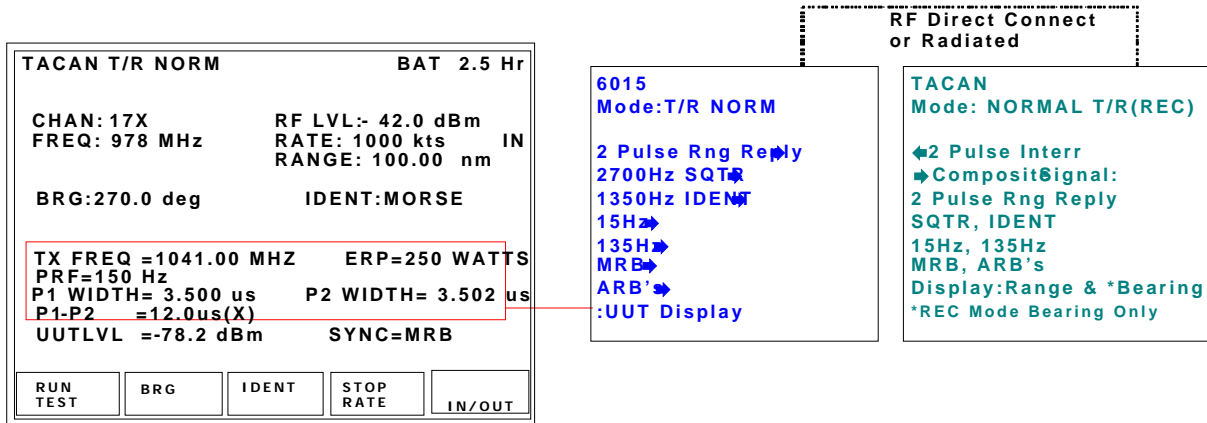 RF Direct Connect
or Radiated
TACAN T/R NORM BAT 2.5 Hr
CHAN: 17X RF LVL:- 42.0 dBm
FREQ: 978 MHz RATE: 1000 kts IN
RANGE: 100.00 nm
BRG:270.0 deg IDENT:MORSE
TX FREQ =1041.00 MHZ ERP=250 WATTS
PRF=150 Hz
P1 WIDTH= 3.500 us P2 WIDTH= 3.502 us
P1-P2 =12.0us(X)
UUTLVL =-78.2 dBm SYNC=MRB
RUN TEST
BRG
IDENT
STOP RATE
IN/OUT
6015
Mode:T/R NORM
2 Pulse Rng Reply
2700Hz SQTR
1350Hz IDENT
15Hz
135Hz
MRB
ARB's
:UUT Display
TACAN
Mode: NORMAL T/R(REC)
2 Pulse Interr
Composite Signal:
2 Pulse Rng Reply
SQTR, IDENT
15Hz, 135Hz
MRB, ARB's
Display:Range & *Bearing
*REC Mode Bearing Only